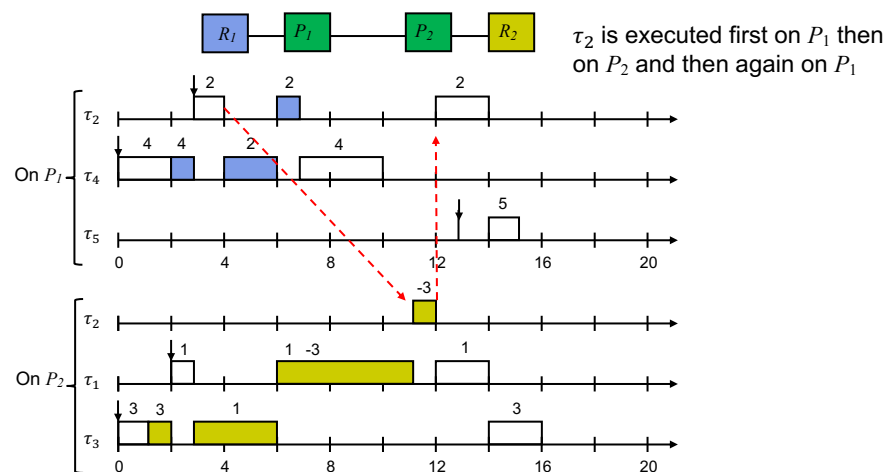 R1 P1 P2 R2
τ2 is executed first on P1 then
on P2 and then again on P1
2 2 2
τ2
4 4 2 4
On P1 τ4
5
τ5
0 4 8 12 16 20
-3
τ2
1 1 -3 1
On P2 τ1
3 3 1 3
τ3
0 4 8 12 16 20